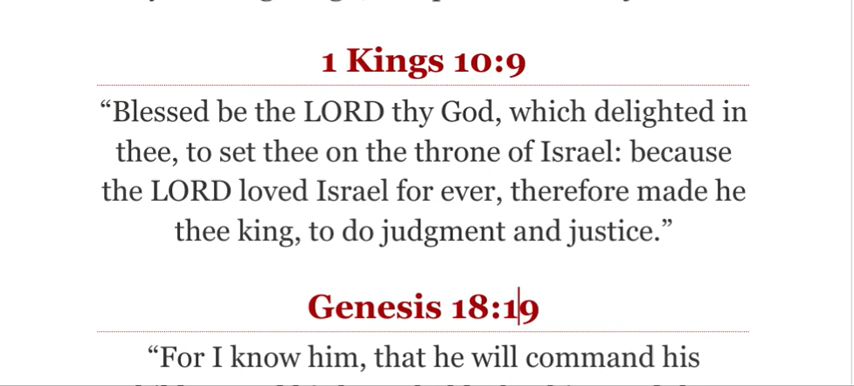 1 Kings 10:9
“Blessed be the LORD thy God, which delighted in
thee, to set thee on the throne of Israel: because
the LORD loved Israel for ever, therefore made he
thee king, to do judgment and justice.”
Genesis 18:19
“For I know him, that he will command his